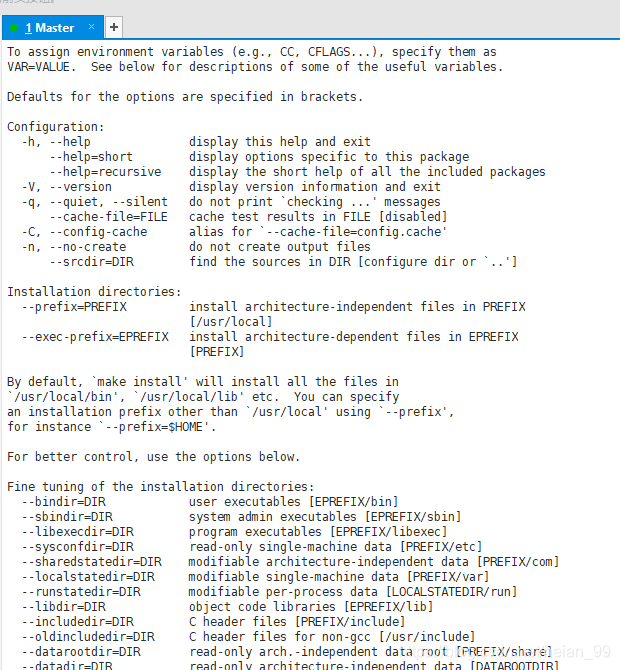 1 Master × +
To assign environment variables (e.g., CC, CFLAGS...), specify them as
VAR=VALUE.  See below for descriptions of some of the useful variables.

Defaults for the options are specified in brackets.

Configuration:
  -h, --help              display this help and exit
      --help=short        display options specific to this package
      --help=recursive    display the short help of all the included packages
  -V, --version           display version information and exit
  -q, --quiet, --silent   do not print `checking ...' messages
      --cache-file=FILE   cache test results in FILE [disabled]
  -C, --config-cache      alias for `--cache-file=config.cache'
  -n, --no-create         do not create output files
      --srcdir=DIR        find the sources in DIR [configure dir or `..']

Installation directories:
  --prefix=PREFIX         install architecture-independent files in PREFIX
                          [/usr/local]
  --exec-prefix=EPREFIX   install architecture-dependent files in EPREFIX
                          [PREFIX]

By default, `make install' will install all the files in
`/usr/local/bin', `/usr/local/lib' etc.  You can specify
an installation prefix other than `/usr/local' using `--prefix',
for instance `--prefix=$HOME'.

For better control, use the options below.

Fine tuning of the installation directories:
  --bindir=DIR            user executables [EPREFIX/bin]
  --sbindir=DIR           system admin executables [EPREFIX/sbin]
  --libexecdir=DIR        program executables [EPREFIX/libexec]
  --sysconfdir=DIR        read-only single-machine data [PREFIX/etc]
  --sharedstatedir=DIR    modifiable architecture-independent data [PREFIX/com]
  --localstatedir=DIR     modifiable single-machine data [PREFIX/var]
  --runstatedir=DIR       modifiable per-process data [LOCALSTATEDIR/run]
  --libdir=DIR            object code libraries [EPREFIX/lib]
  --includedir=DIR        C header files [PREFIX/include]
  --oldincludedir=DIR     C header files for non-gcc [/usr/include]
  --datarootdir=DIR       read-only arch.-independent data root [PREFIX/share]
  --datadir=DIR           read-only architecture-independent data [DATAROOTDIR]